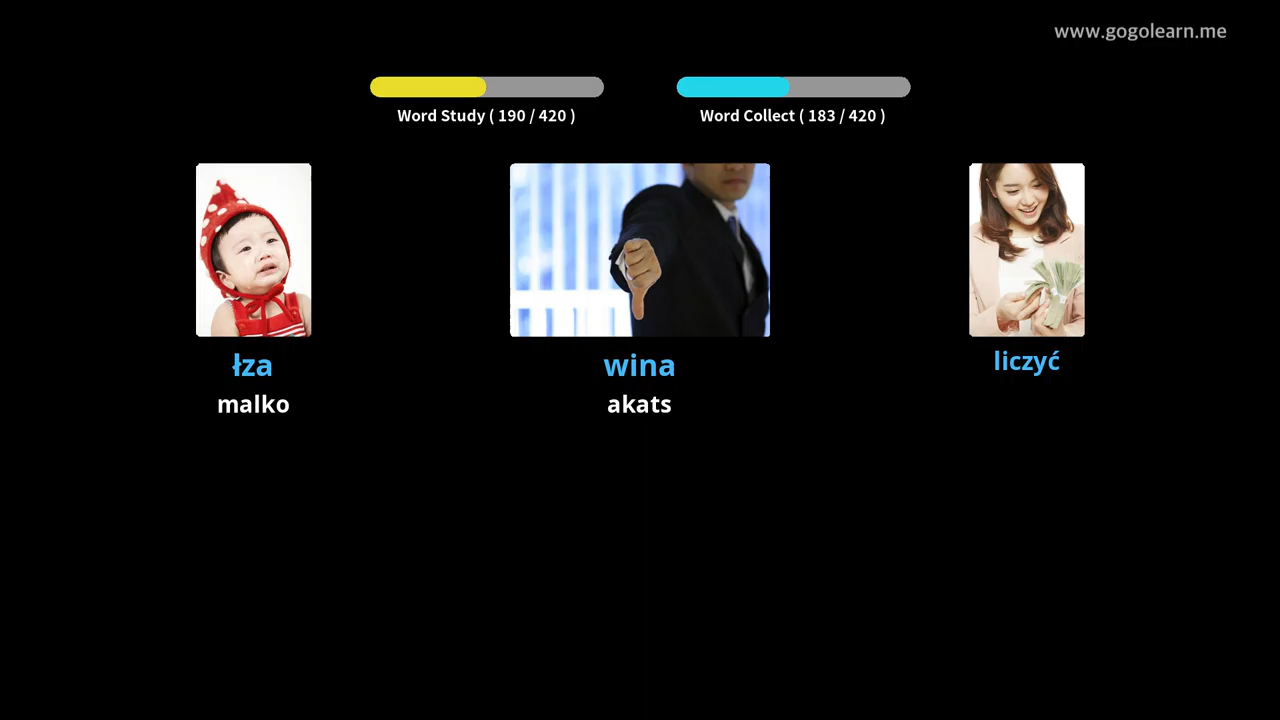 www.gogolearn.me
Word Study ( 190 / 420 )
Word Collect ( 183 / 420 )
łza
wina
liczyć
malko
akats